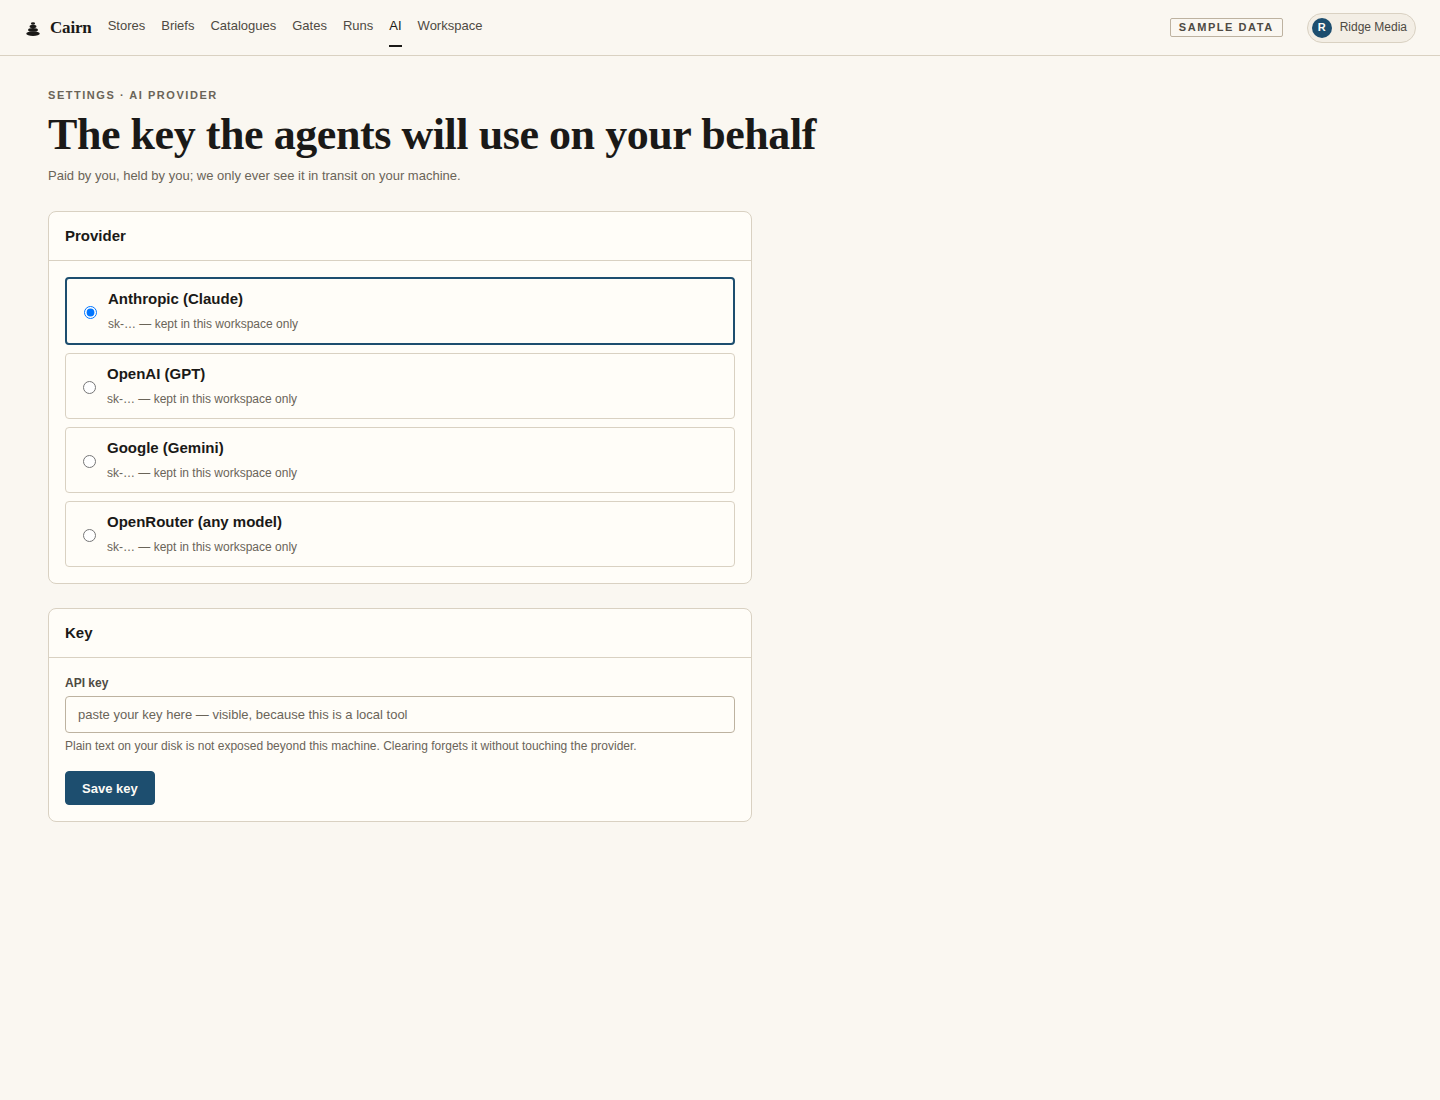 Cairn Stores Briefs Catalogues Gates Runs AI Workspace SAMPLE DATA R Ridge Media
SETTINGS · AI PROVIDER
The key the agents will use on your behalf
Paid by you, held by you; we only ever see it in transit on your machine.
Provider
Anthropic (Claude)
sk-… — kept in this workspace only
OpenAI (GPT)
sk-… — kept in this workspace only
Google (Gemini)
sk-… — kept in this workspace only
OpenRouter (any model)
sk-… — kept in this workspace only
Key
API key
paste your key here — visible, because this is a local tool
Plain text on your disk is not exposed beyond this machine. Clearing forgets it without touching the provider.
Save key